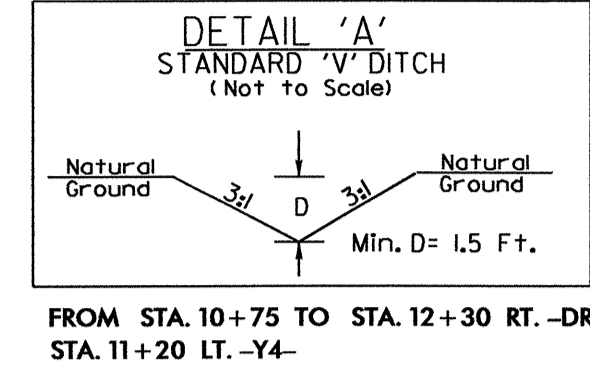 DETAIL 'A'
STANDARD 'V' DITCH
(Not to Scale)
Natural
Ground
3:1
D
3:1
Natural
Ground
Min. D= 1.5 Ft.
FROM STA. 10+75 TO STA. 12+30 RT. -DR
STA. 11+20 LT. -Y4-